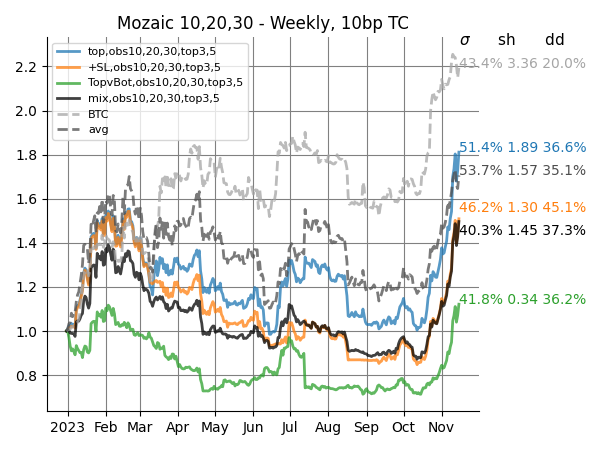 Mozaic 10,20,30 - Weekly, 10bp TC
σ sh dd
top,obs10,20,30,top3,5
+SL,obs10,20,30,top3,5
TopvBot,obs10,20,30,top3,5
mix,obs10,20,30,top3,5
BTC
avg
43.4% 3.36 20.0%
51.4% 1.89 36.6%
53.7% 1.57 35.1%
46.2% 1.30 45.1%
40.3% 1.45 37.3%
41.8% 0.34 36.2%
2.2
2.0
1.8
1.6
1.4
1.2
1.0
0.8
2023 Feb Mar Apr May Jun Jul Aug Sep Oct Nov